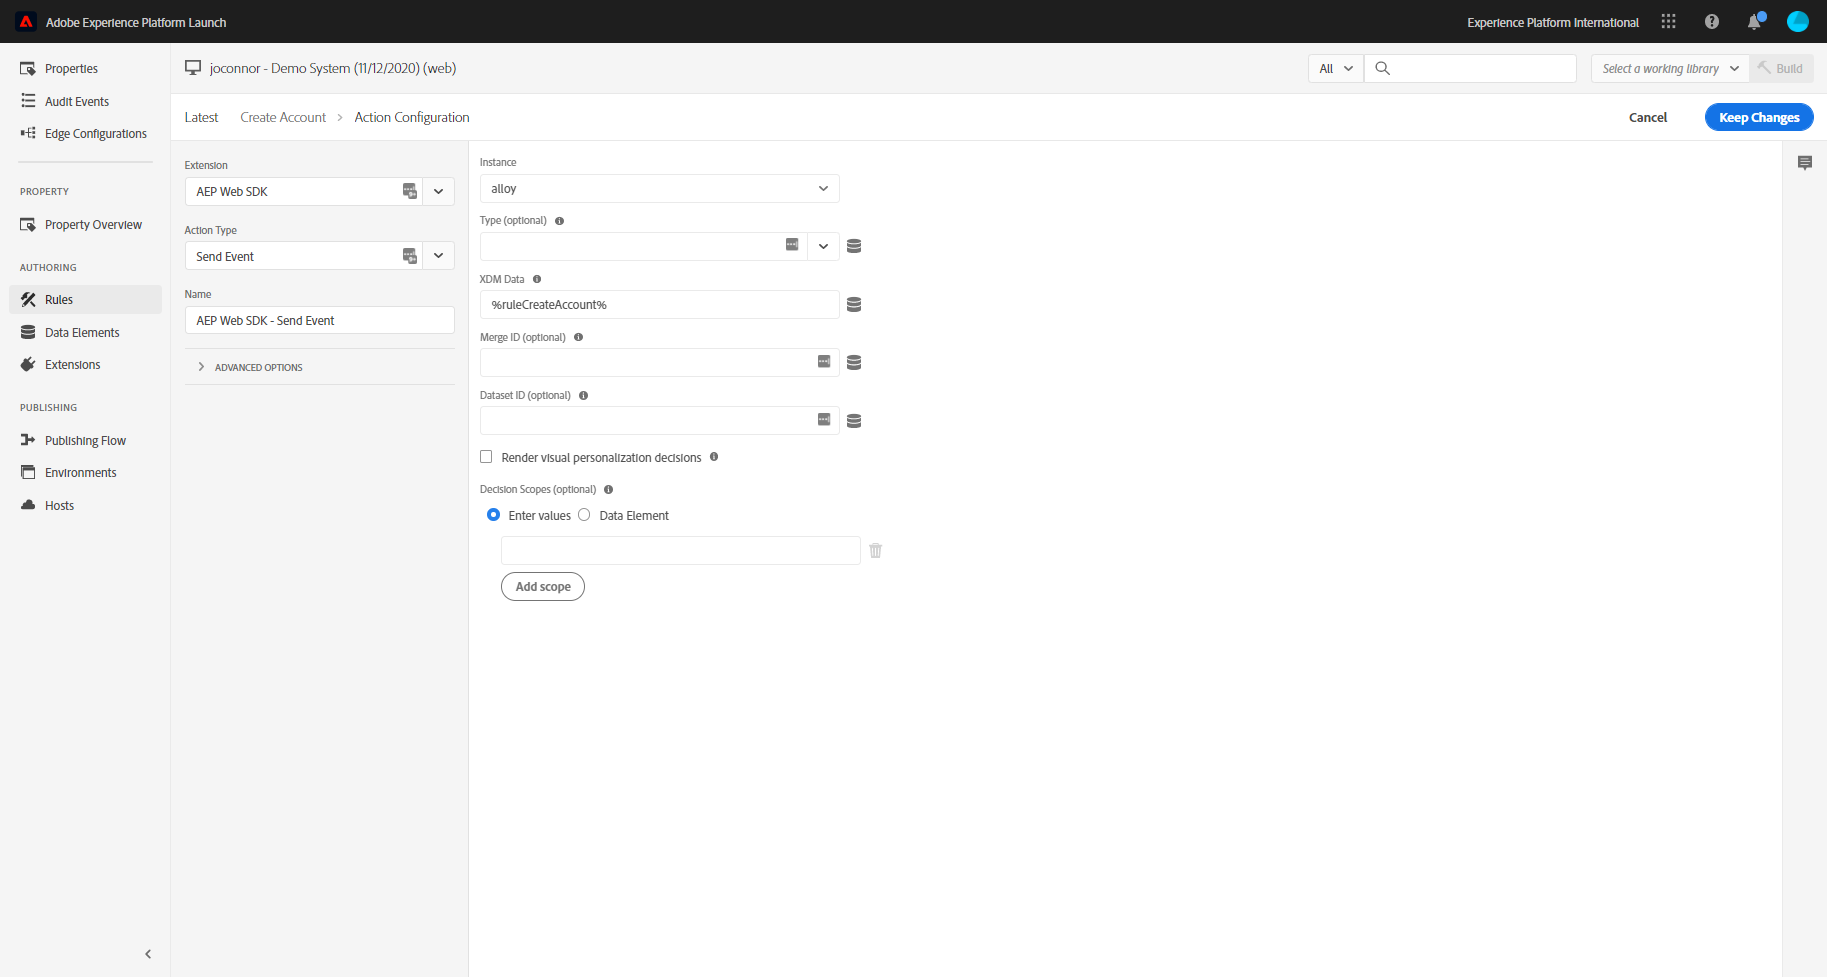 Adobe Experience Platform Launch
Experience Platform International
Properties
Audit Events
Edge Configurations
PROPERTY
Property Overview
AUTHORING
Rules
Data Elements
Extensions
PUBLISHING
Publishing Flow
Environments
Hosts
joconnor - Demo System (11/12/2020) (web)
All
Select a working library
Build
Latest
Create Account > Action Configuration
Cancel
Keep Changes
Extension
AEP Web SDK
Action Type
Send Event
Name
AEP Web SDK - Send Event
ADVANCED OPTIONS
Instance
alloy
Type (optional)
XDM Data
%ruleCreateAccount%
Merge ID (optional)
Dataset ID (optional)
Render visual personalization decisions
Decision Scopes (optional)
Enter values
Data Element
Add scope